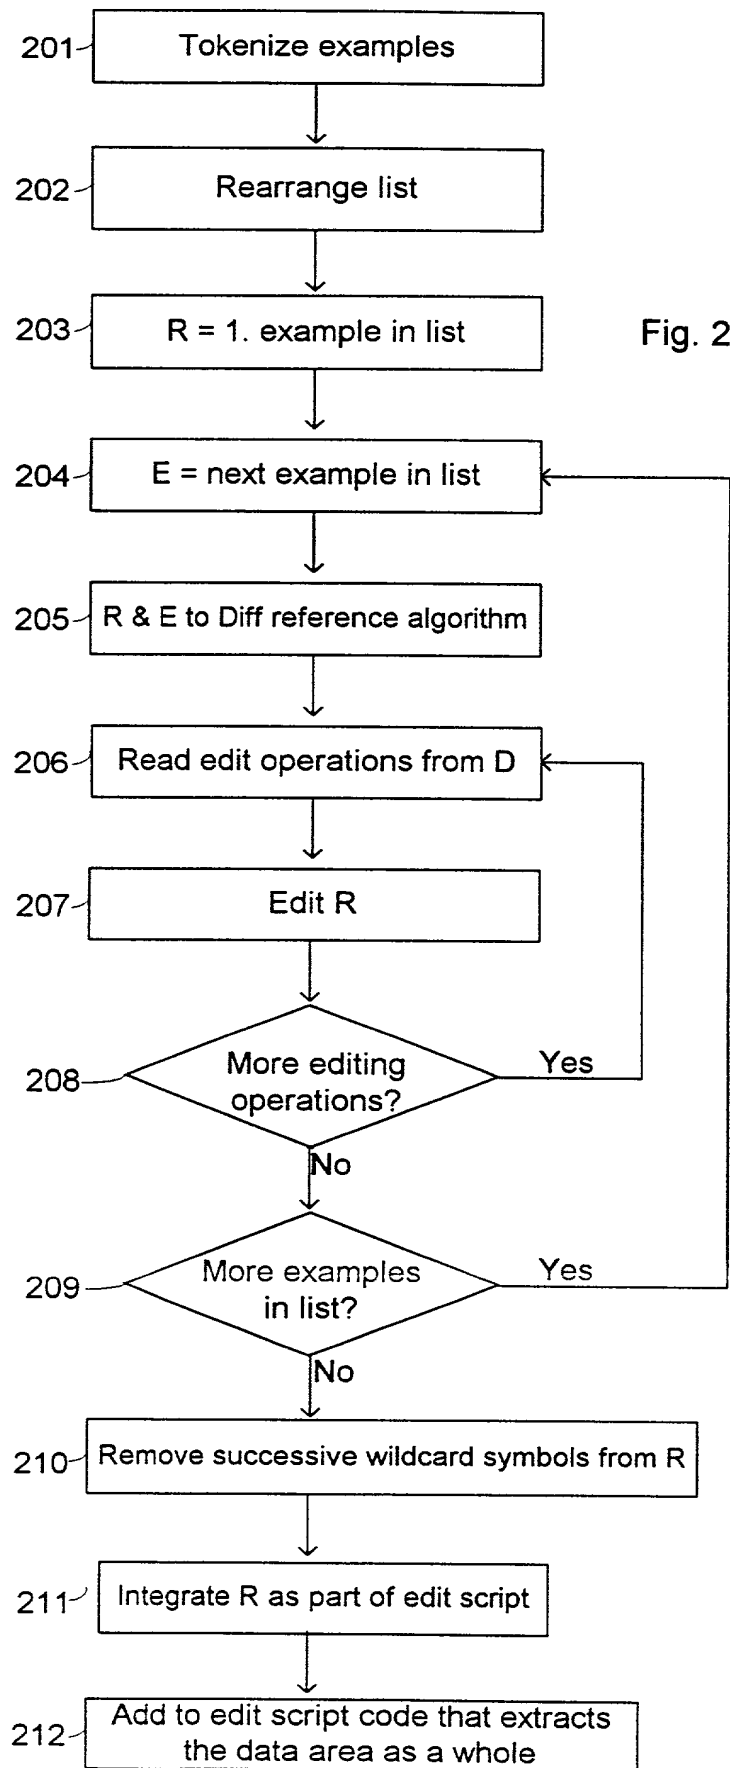 201
Tokenize examples
202
Rearrange list
203
R = 1. example in list
Fig. 2
204
E = next example in list
205
R & E to Diff reference algorithm
206
Read edit operations from D
207
Edit R
208
More editing
operations?
Yes
No
209
More examples
in list?
Yes
No
210
Remove successive wildcard symbols from R
211
Integrate R as part of edit script
212
Add to edit script code that extracts
the data area as a whole